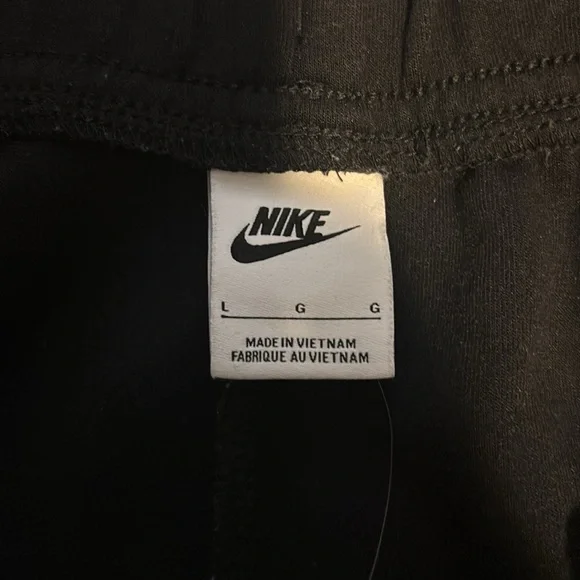 NIKE
L G G
MADE IN VIETNAM
FABRIQUE AU VIETNAM